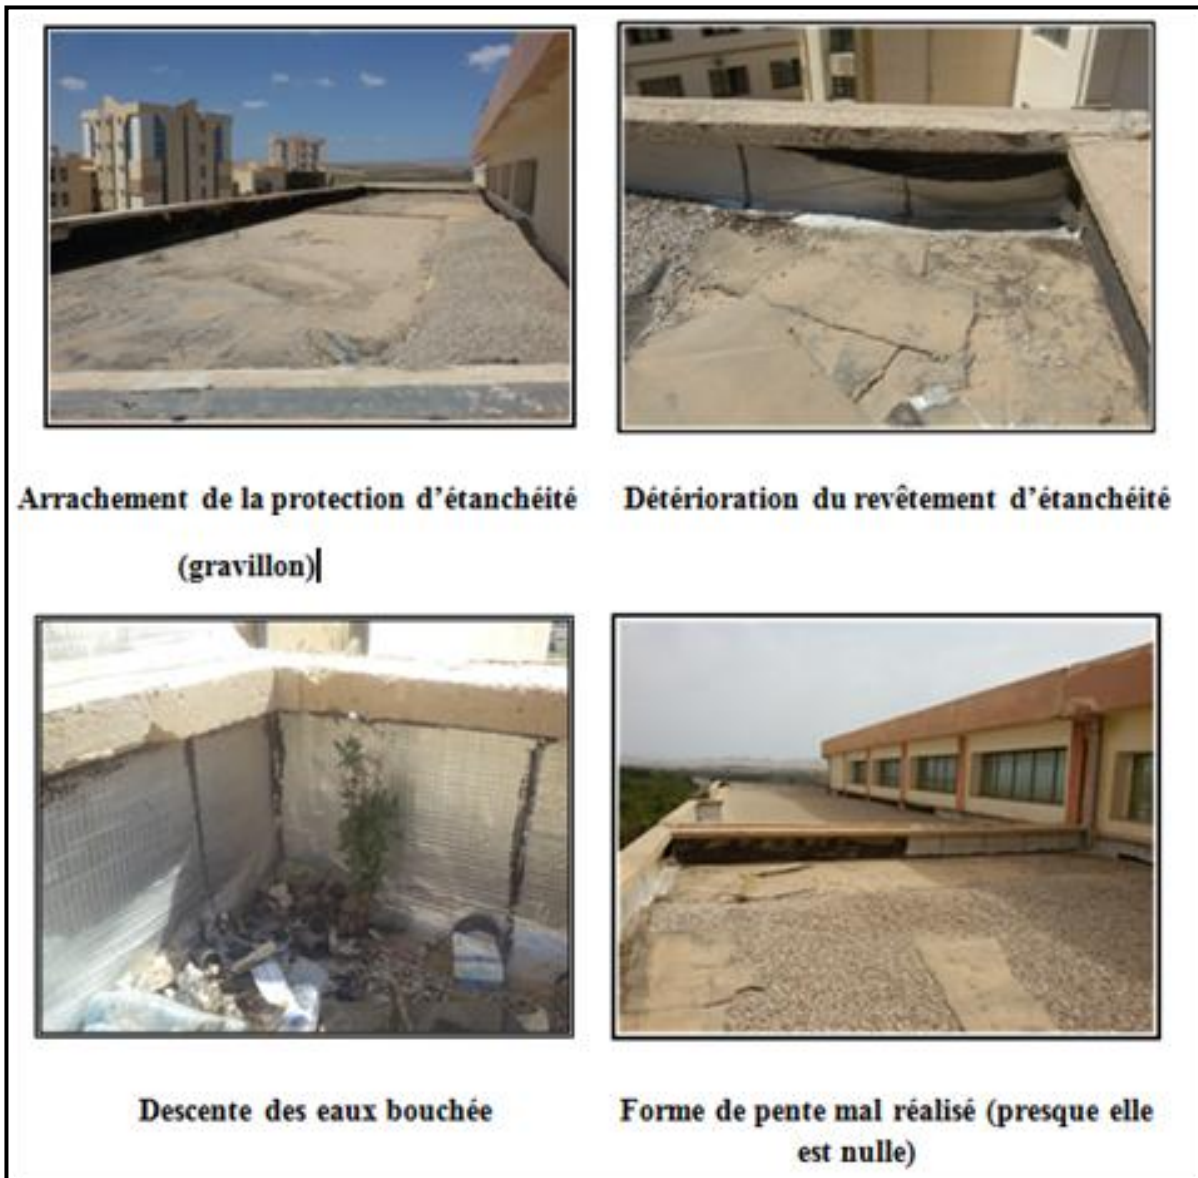 Arrachement de la protection d'étanchéité
(gravillon)
Détérioration du revêtement d'étanchéité
Descente des eaux bouchée
Forme de pente mal réalisé (presque elle
est nulle)